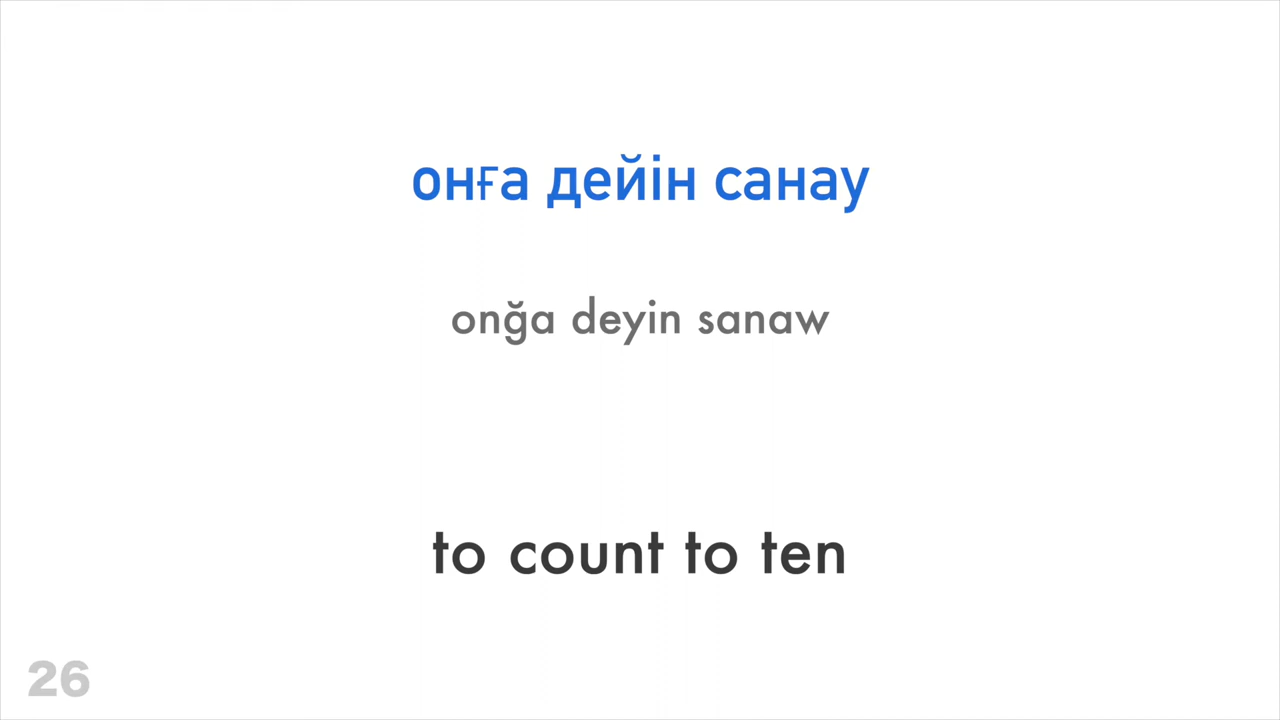 онға дейін санау
onğa deyin sanaw
to count to ten
26